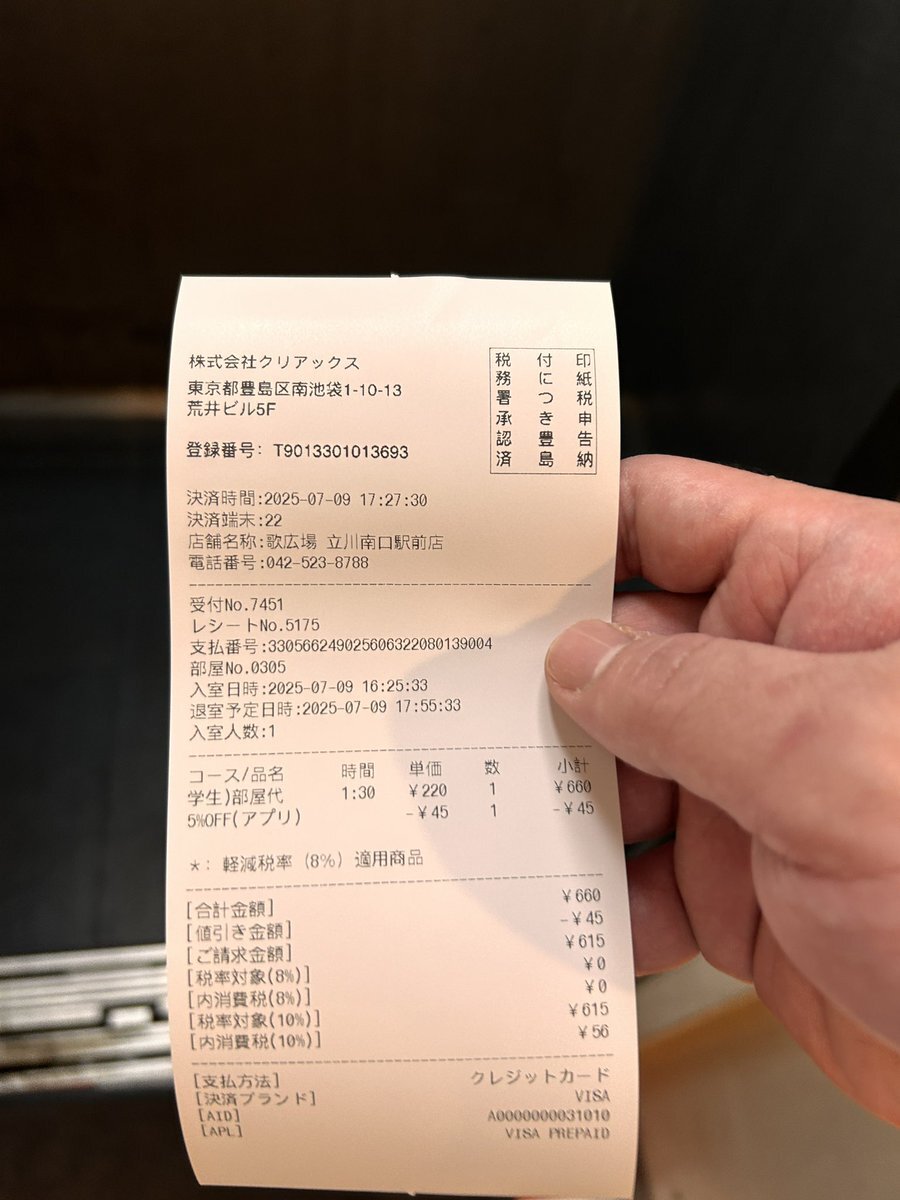 株式会社クリアックス
東京都豊島区南池袋1-10-13
荒井ビル5F
登録番号: T9013301013693
印紙税申告納
付につき豊島
税務署承認済
決済時間:2025-07-09 17:27:30
決済端末:22
店舗名称:歌広場 立川南口駅前店
電話番号:042-523-8788
受付No.7451
レシートNo.5175
支払番号:330566249025606322080139004
部屋No.0305
入室日時:2025-07-09 16:25:33
退室予定日時:2025-07-09 17:55:33
入室人数:1
コース/品名 時間 単価 数 小計
学生)部屋代 1:30 ¥220 1 ¥660
5%OFF(アプリ) -¥45 1 -¥45
*: 軽減税率 (8%) 適用商品
[合計金額] ¥660
[値引き金額] -¥45
[ご請求金額] ¥615
[税率対象(8%)] ¥0
[内消費税(8%)] ¥0
[税率対象(10%)] ¥615
[内消費税(10%)] ¥56
[支払方法] クレジットカード
[決済ブランド] VISA
[AID] A0000000031010
[APL] VISA PREPAID